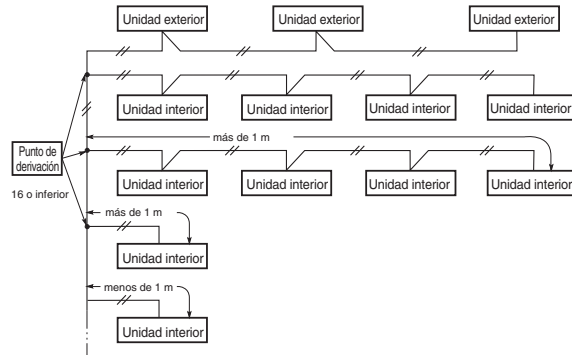 Unidad exterior Unidad exterior Unidad exterior
Unidad interior Unidad interior Unidad interior Unidad interior
más de 1 m
Punto de
derivación
16 o inferior
Unidad interior Unidad interior Unidad interior Unidad interior
más de 1 m
Unidad interior
menos de 1 m
Unidad interior